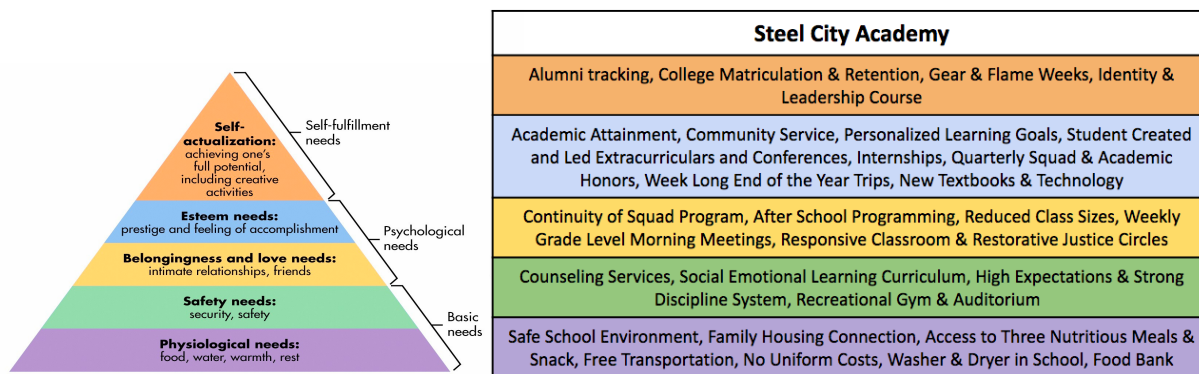 Self-
actualization:
achieving one's
full potential,
including creative
activities
Esteem needs:
prestige and feeling of accomplishment
Belongingness and love needs:
intimate relationships, friends
Safety needs:
security, safety
Physiological needs:
food, water, warmth, rest
Self-fulfillment
needs
Psychological
needs
Basic
needs
Steel City Academy
Alumni tracking, College Matriculation & Retention, Gear & Flame Weeks, Identity &
Leadership Course
Academic Attainment, Community Service, Personalized Learning Goals, Student Created
and Led Extracurriculars and Conferences, Internships, Quarterly Squad & Academic
Honors, Week Long End of the Year Trips, New Textbooks & Technology
Continuity of Squad Program, After School Programming, Reduced Class Sizes, Weekly
Grade Level Morning Meetings, Responsive Classroom & Restorative Justice Circles
Counseling Services, Social Emotional Learning Curriculum, High Expectations & Strong
Discipline System, Recreational Gym & Auditorium
Safe School Environment, Family Housing Connection, Access to Three Nutritious Meals &
Snack, Free Transportation, No Uniform Costs, Washer & Dryer in School, Food Bank